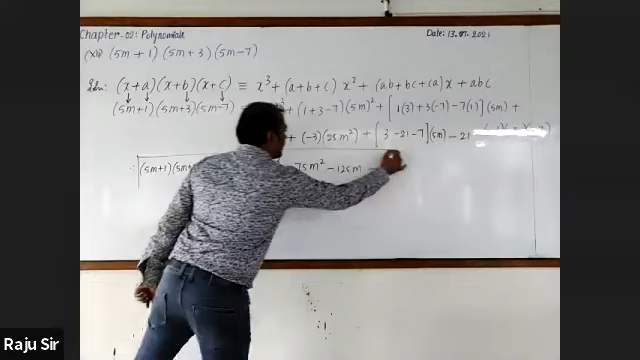 Chapter-02: Polynomials Date: 13.07.2021
(XII) (5m+1) (5m+3) (5m-7)
Soln: (x+a)(x+b)(x+c) ≡ x³ + (a+b+c) x² + (ab+bc+ca)x + abc
(5m+1)(5m+3)(5m-7) + (1+3-7)(5m)² + [1(3)+3(-7)-7(1)](5m) +
+ (-3)(25m²) + [3-21-7](5m) - 21
∴ (5m+1)(5m 75m² - 125m
Raju Sir